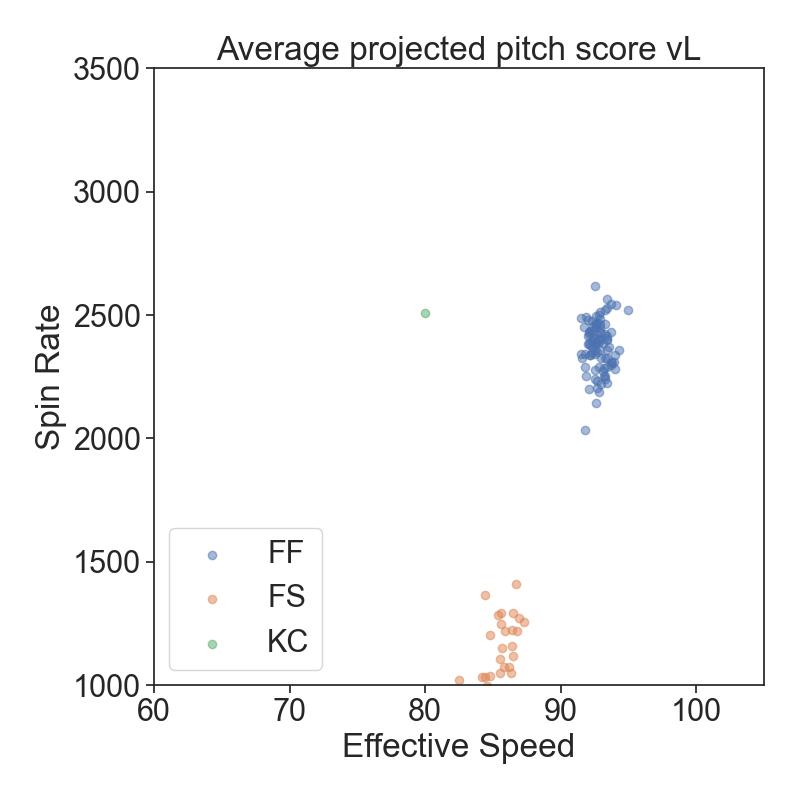 Average projected pitch score vL
3500
3000
2500
2000
1500
1000
Spin Rate
FF
FS
KC
60 70 80 90 100
Effective Speed